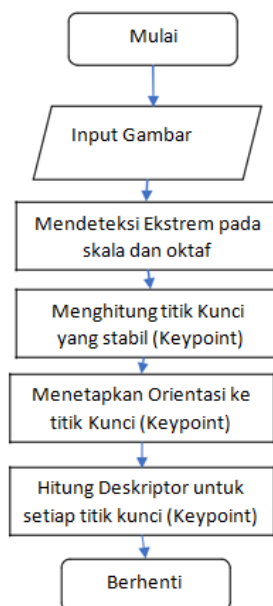 Mulai
Input Gambar
Mendeteksi Ekstrem pada
skala dan oktaf
Menghitung titik Kunci
yang stabil (Keypoint)
Menetapkan Orientasi ke
titik Kunci (Keypoint)
Hitung Deskriptor untuk
setiap titik kunci (Keypoint)
Berhenti